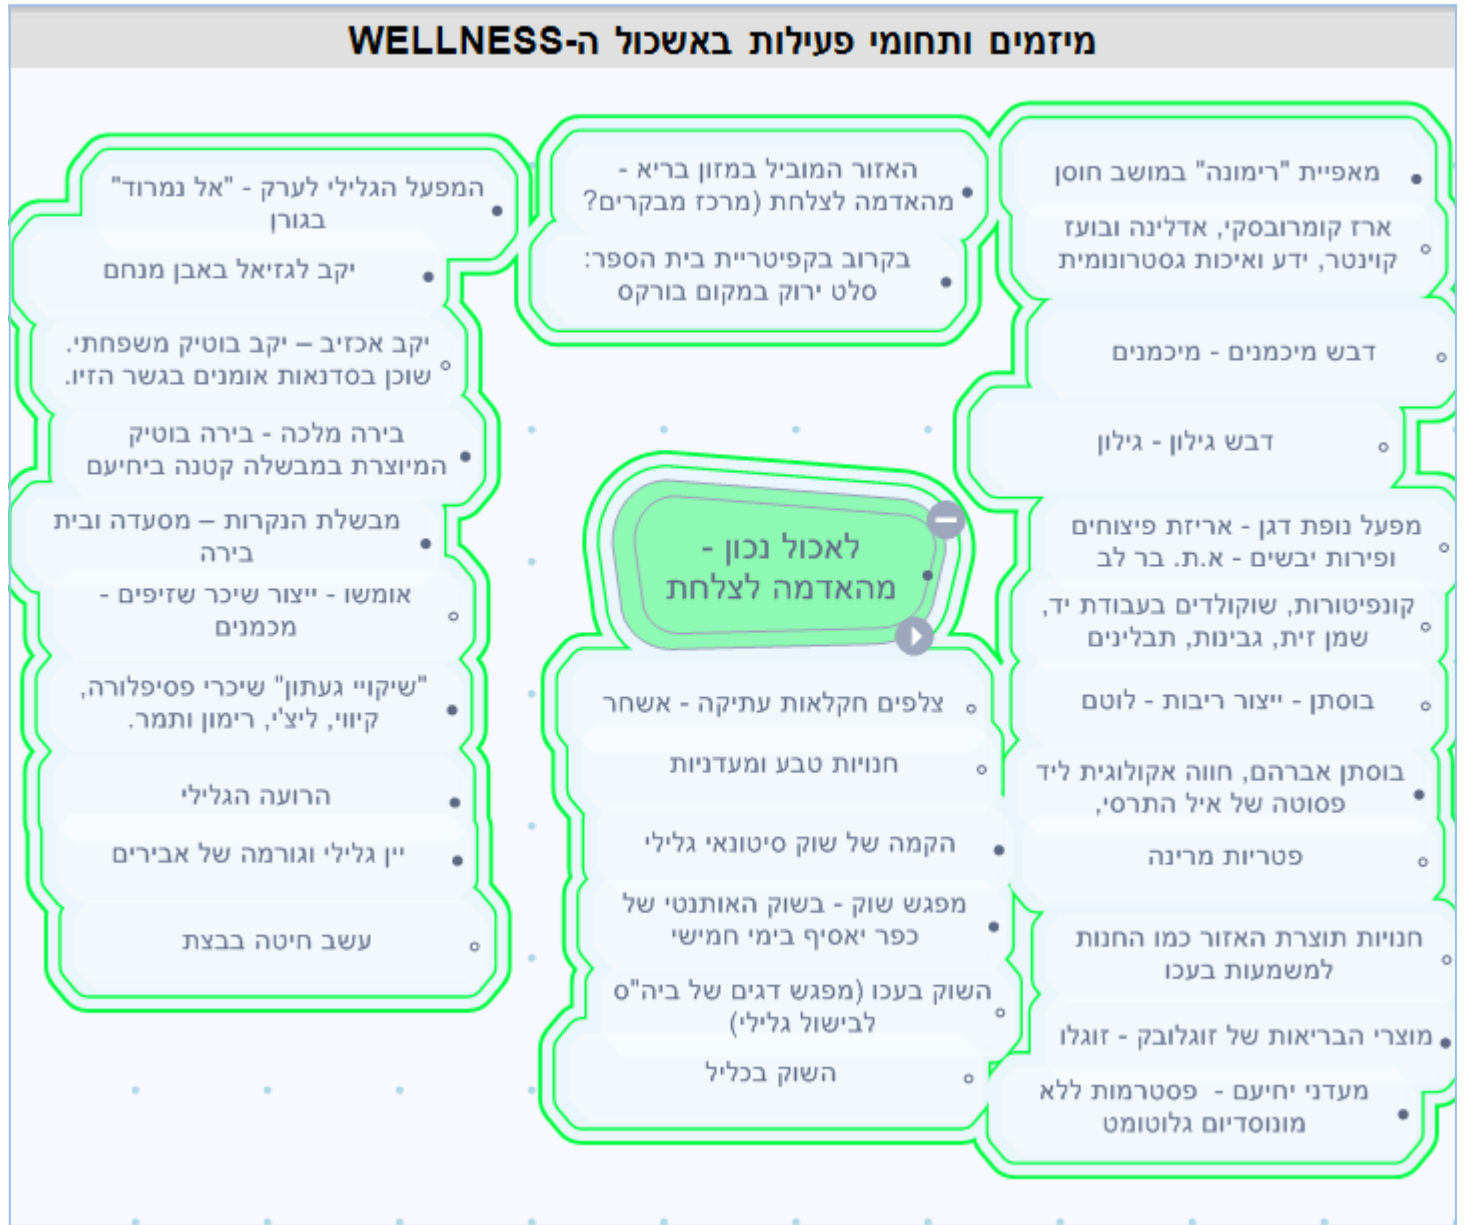 מיזמים ותחומי פעילות באשכול ה-WELLNESS
מאפיית "רימונה" במושב חוסן
ארז קומרובסקי, אדלינה ובועז
קוינטר, ידע ואיכות גסטרונומית
דבש מיכמנים - מיכמנים
דבש גילון - גילון
מפעל נופת דגן - אריזת פיצוחים
ופירות יבשים - א.ת. בר לב
קונפיטורות, שוקולדים בעבודת יד,
שמן זית, גבינות, תבלינים
בוסתן - ייצור ריבות - לוטם
בוסתן אברהם, חווה אקולוגית ליד
פסוטה של איל התרסי,
פטריות מרינה
חנויות תוצרת האזור כמו החנות
למשמעות בעכו
מוצרי הבריאות של זוגלובק - זוגלו
מעדני יחיעם - פסטרמות ללא
מונוסדיום גלוטומט
האזור המוביל במזון בריא -
מהאדמה לצלחת (מרכז מבקרים?
בקרוב בקפיטריית בית הספר:
סלט ירוק במקום בורקס
לאכול נכון -
מהאדמה לצלחת
צלפים חקלאות עתיקה - אשחר
חנויות טבע ומעדניות
הקמה של שוק סיטונאי גלילי
מפגש שוק - בשוק האותנטי של
כפר יאסיף בימי חמישי
השוק בעכו (מפגש דגים של ביה"ס
לבישול גלילי)
השוק בכליל
המפעל הגלילי לערק - "אל נמרוד"
בגורן
יקב לגזיאל באבן מנחם
יקב אכזיב – יקב בוטיק משפחתי.
שוכן בסדנאות אומנים בגשר הזיו.
בירה מלכה - בירה בוטיק
המיוצרת במבשלה קטנה ביחיעם
מבשלת הנקרות – מסעדה ובית
בירה
אומשו - ייצור שיכר שזיפים -
מכמנים
"שיקויי געתון" שיכרי פסיפלורה,
קיווי, ליצ'י, רימון ותמר.
הרועה הגלילי
יין גלילי וגורמה של אבירים
עשב חיטה בבצת